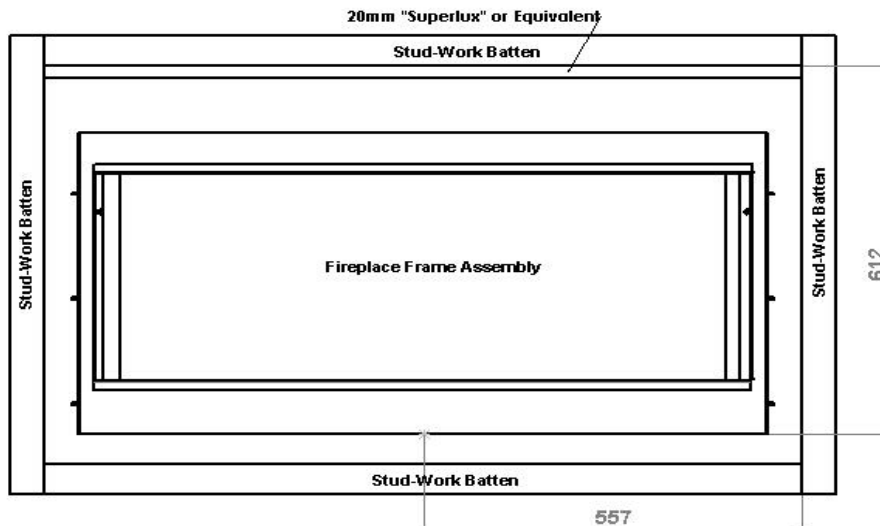 20mm "Superlux" or Equivalent
Stud-Work Batten
Stud-Work Batten
Stud-Work Batten
612
Fireplace Frame Assembly
Stud-Work Batten
557